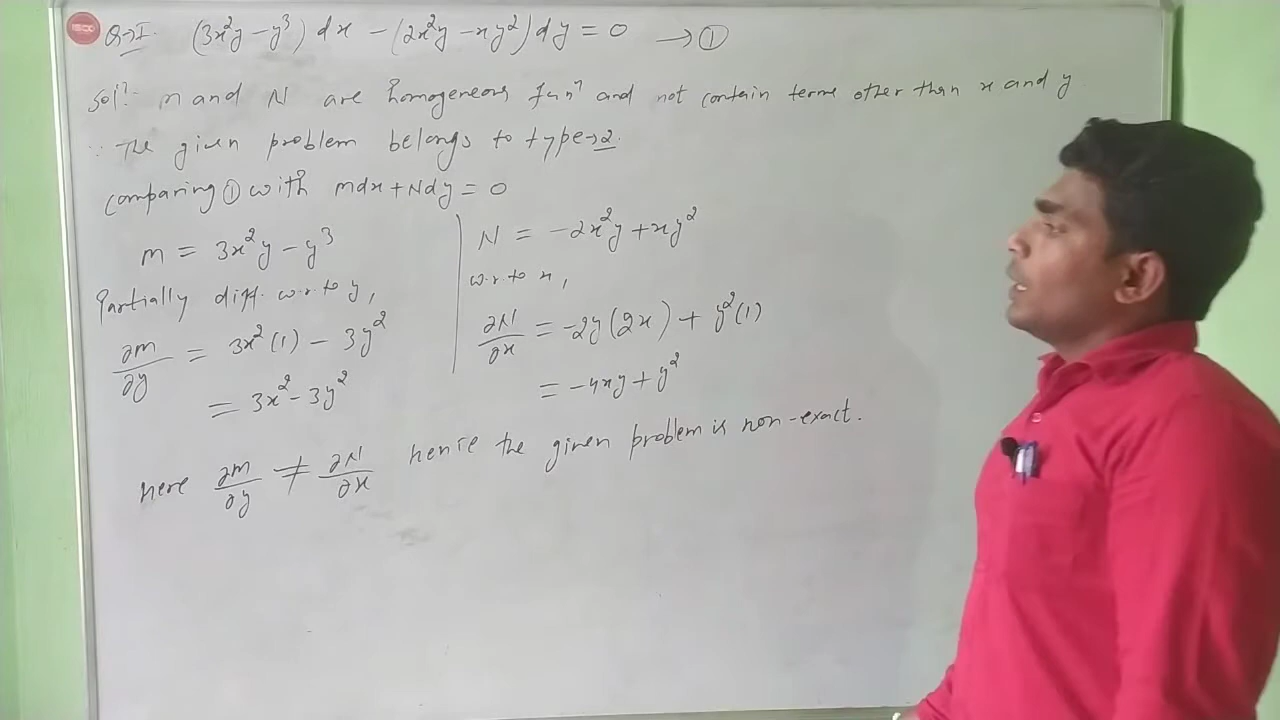 Q→I. (3x²y – y³) dx – (2x²y – xy²) dy = 0 → ①
Solⁿ:- M and N are homogeneous funⁿ and not contain terms other than x and y
∴ The given problem belongs to type→2.
Comparing ① with Mdx + Ndy = 0
M = 3x²y – y³
Partially diff. w.r. to y,
∂M/∂y = 3x²(1) – 3y²
= 3x² – 3y²
N = –2x²y + xy²
w.r. to x,
∂N/∂x = –2y(2x) + y²(1)
= –4xy + y²
Here ∂M/∂y ≠ ∂N/∂x hence the given problem is non-exact.